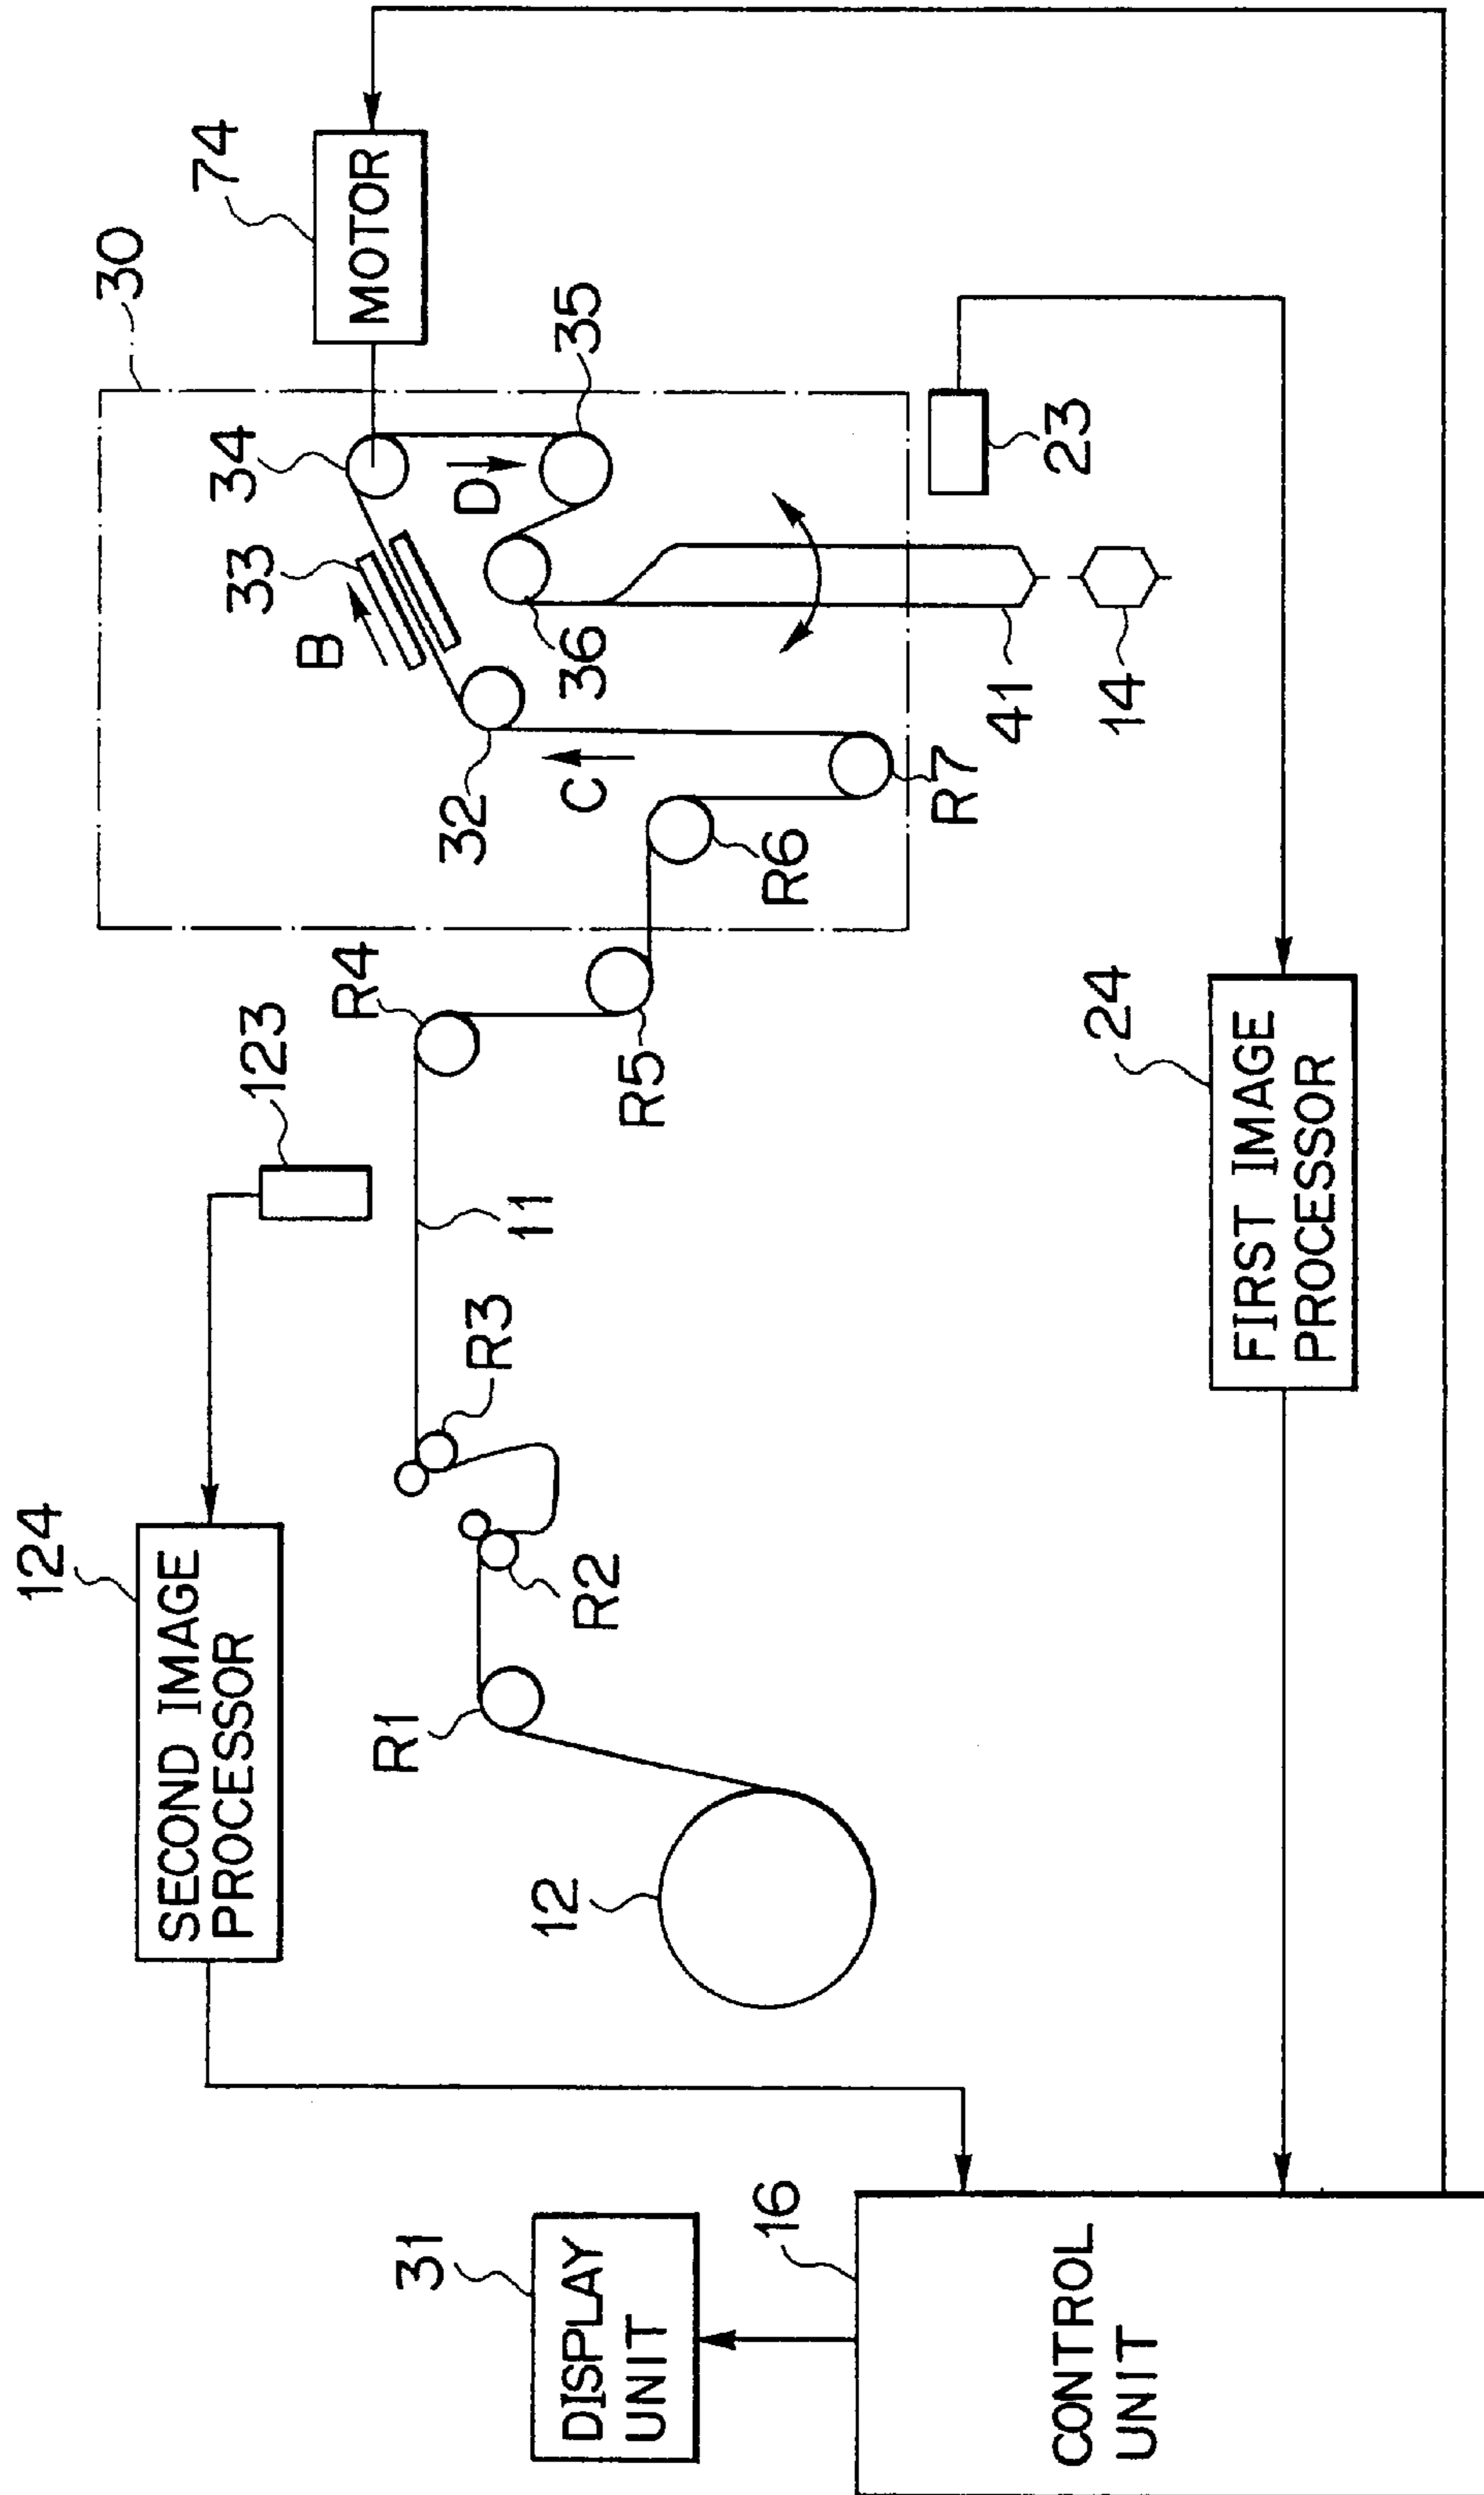 124
30
74
SECOND IMAGE
PROCESSOR
123
33
34
B
R4
MOTOR
R1
31
32
D
R3
11
12
DISPLAY
UNIT
R2
C
36
35
R5
16
R6
R7
41
23
CONTROL
UNIT
24
14
FIRST IMAGE
PROCESSOR